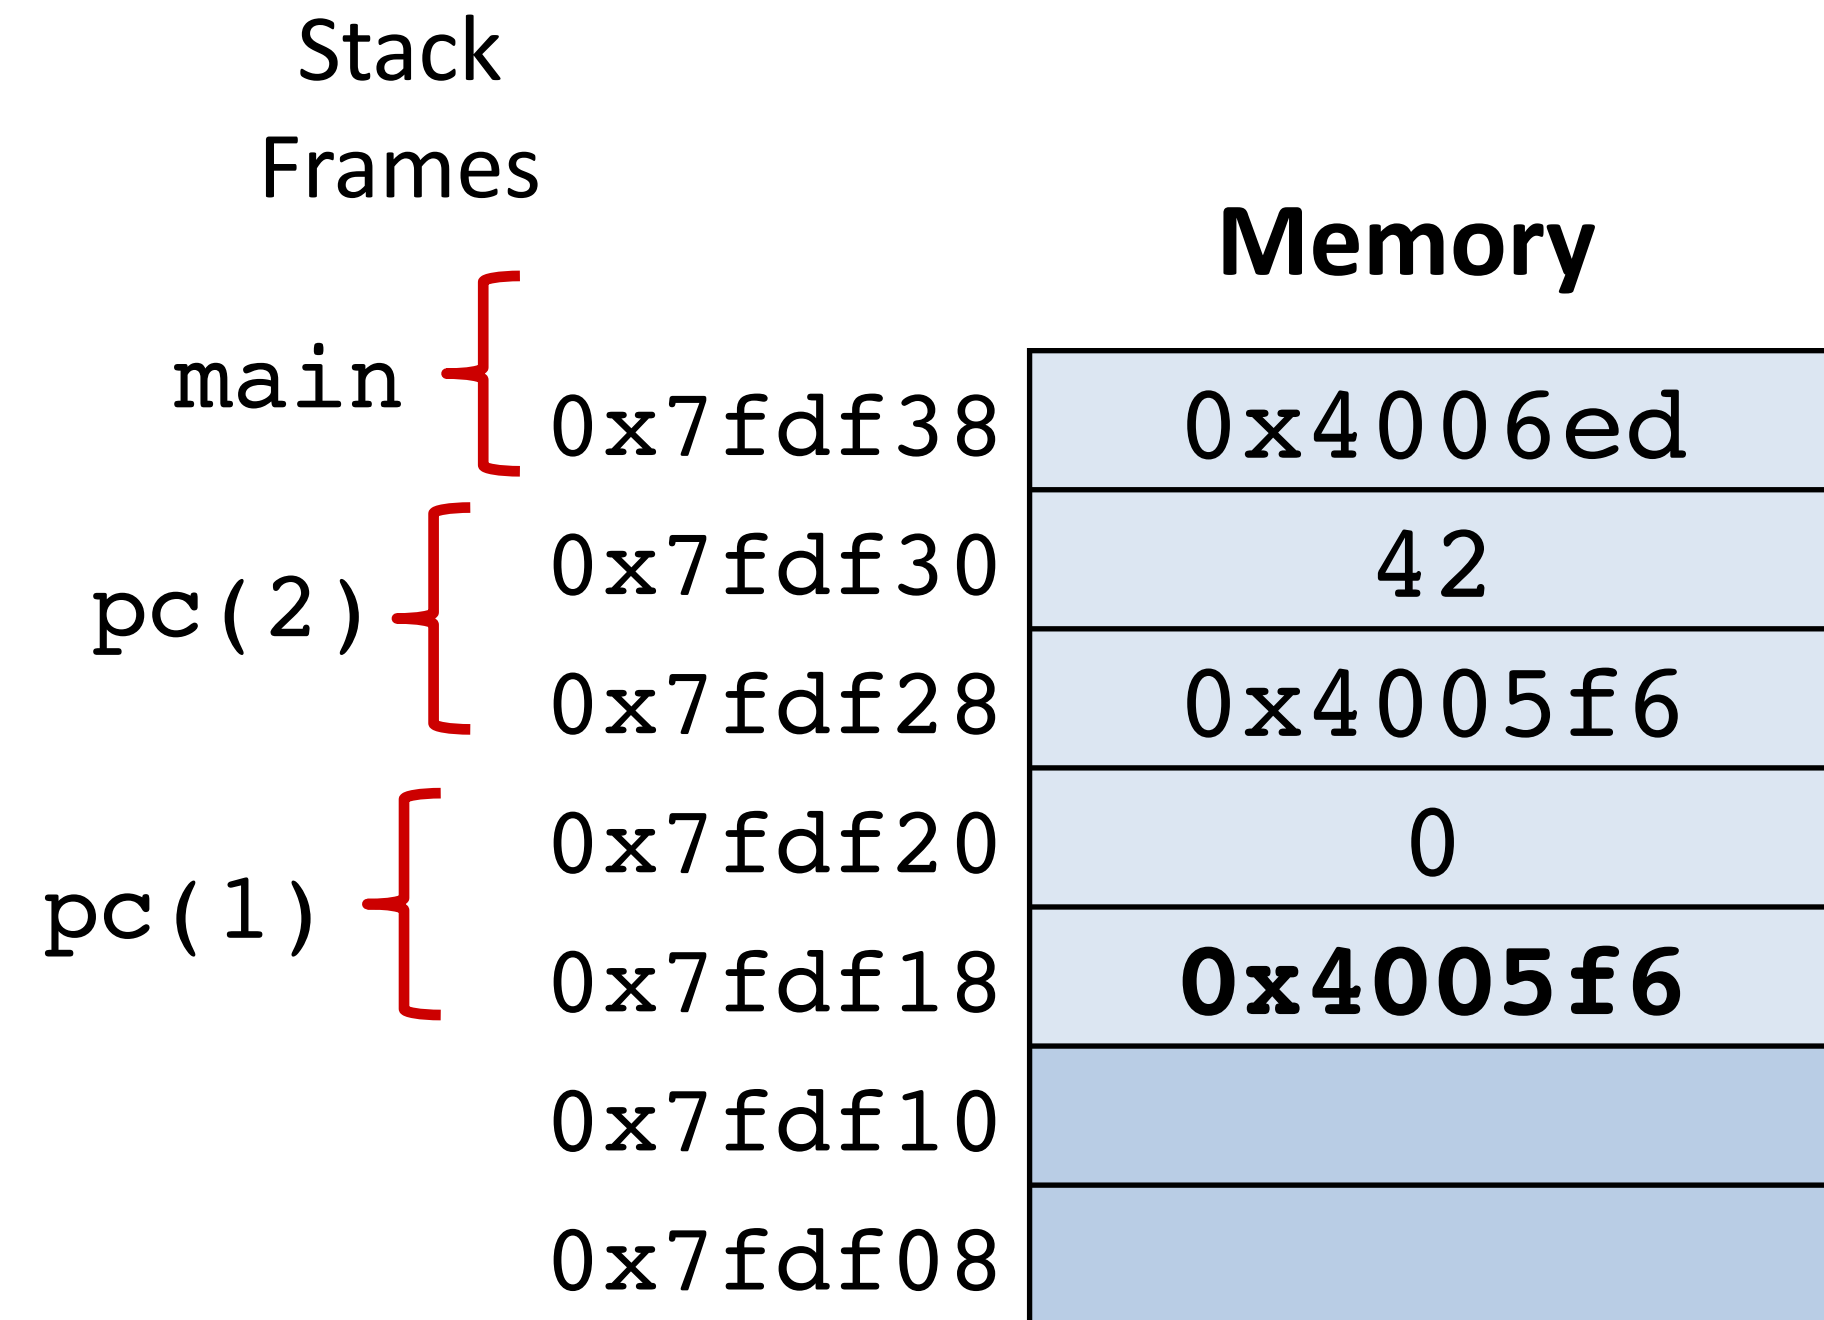 Stack
Frames
Memory
main
0x7fdf38 0x4006ed
0x7fdf30 42
pc(2)
0x7fdf28 0x4005f6
0x7fdf20 0
pc(1)
0x7fdf18 0x4005f6
0x7fdf10
0x7fdf08